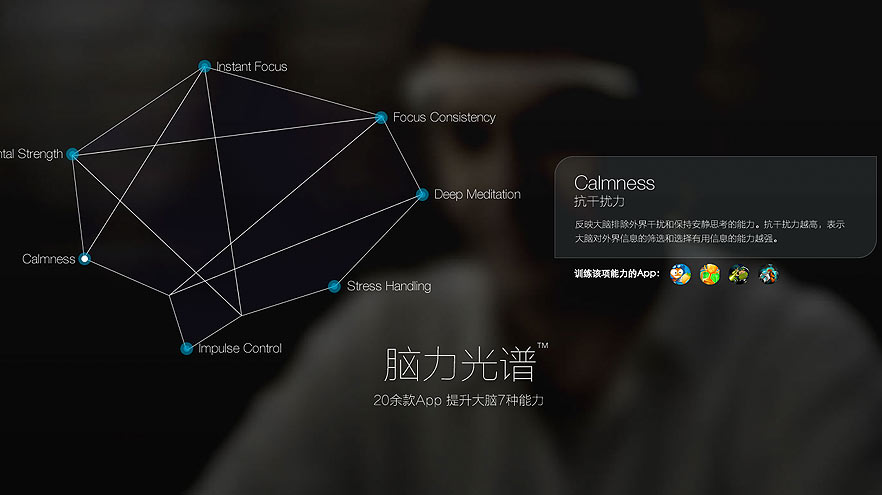 Instant Focus
Focus Consistency
ntal Strength
Deep Meditation
Calmness
Stress Handling
Impulse Control
Calmness
抗干扰力
反映大脑排除外界干扰和保持安静思考的能力。抗干扰力越高，表示
大脑对外界信息的筛选和选择有用信息的能力越强。
训练该项能力的App：
脑力光谱™
20余款App 提升大脑7种能力